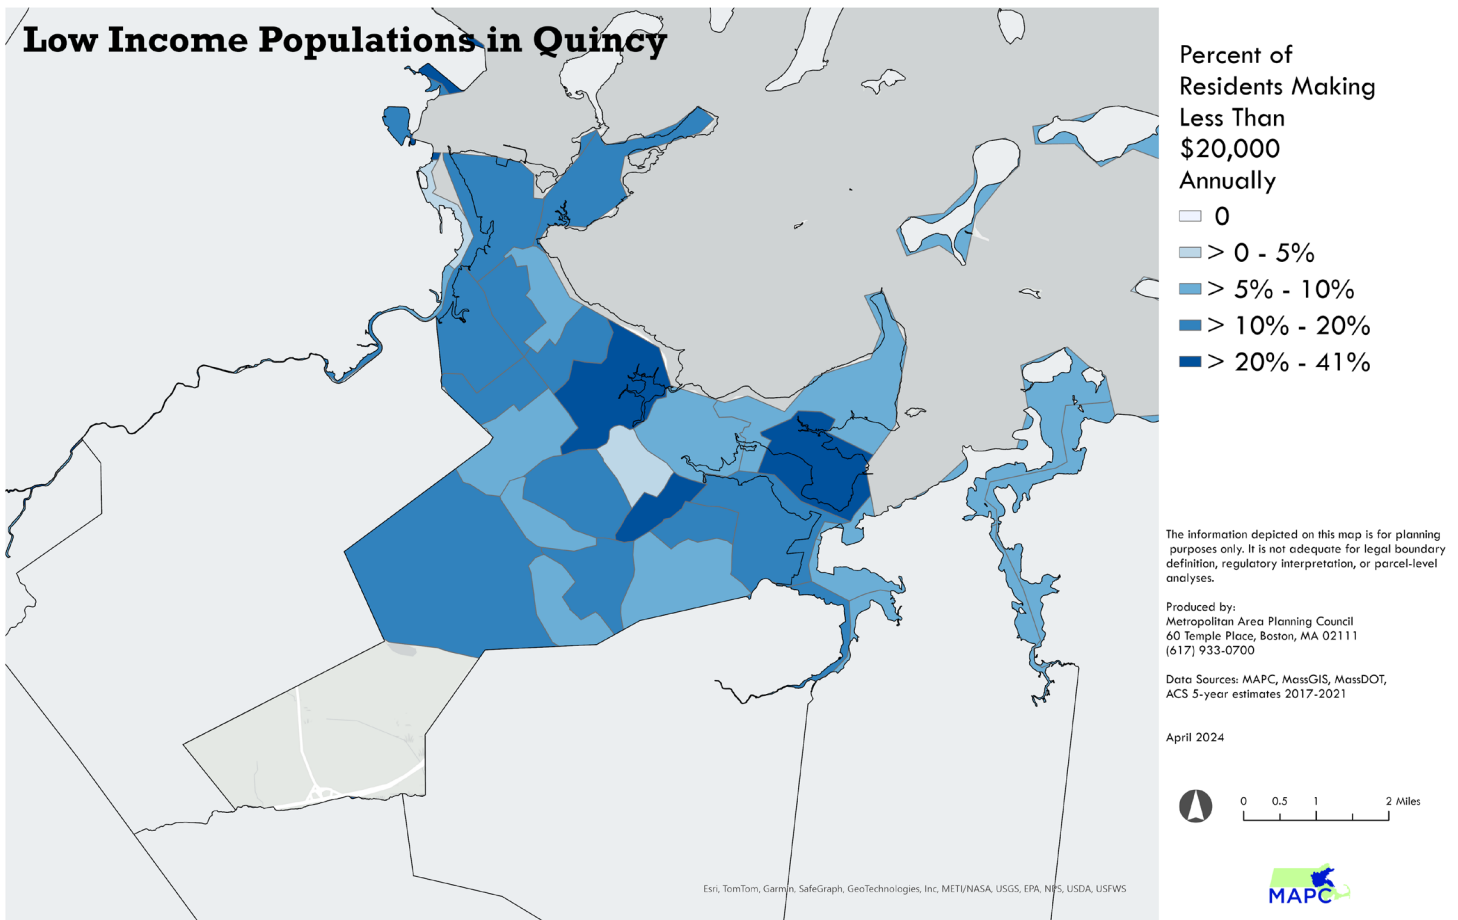 Low Income Populations in Quincy
Percent of
Residents Making
Less Than
$20,000
Annually
0
> 0 - 5%
> 5% - 10%
> 10% - 20%
> 20% - 41%
The information depicted on this map is for planning
purposes only. It is not adequate for legal boundary
definition, regulatory interpretation, or parcel-level
analyses.
Produced by:
Metropolitan Area Planning Council
60 Temple Place, Boston, MA 02111
(617) 933-0700
Data Sources: MAPC, MassGIS, MassDOT,
ACS 5-year estimates 2017-2021
April 2024
0 0.5 1 2 Miles
MAPC
Esri, TomTom, Garmin, SafeGraph, GeoTechnologies, Inc, METI/NASA, USGS, EPA, NPS, USDA, USFWS